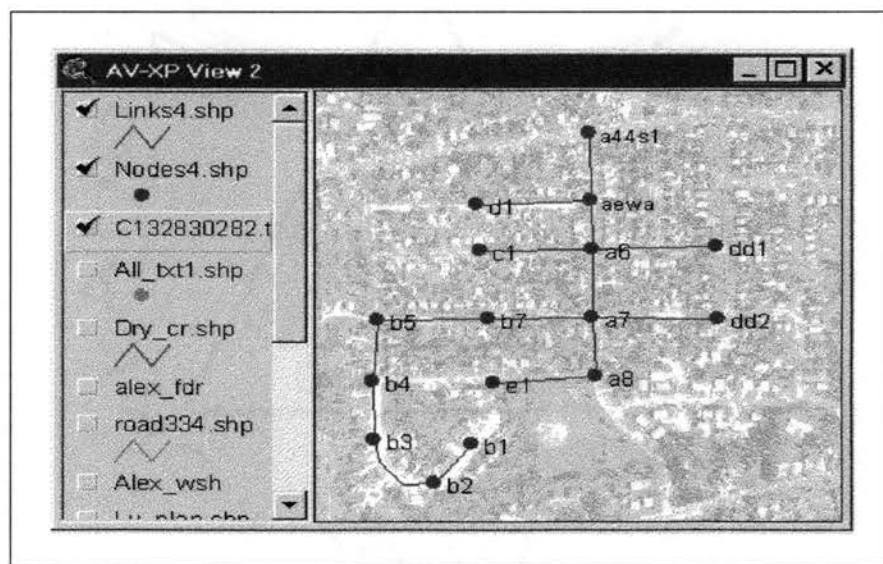 AV-XP View 2
Links4.shp
Nodes4.shp
C132830282.t
All_txt1.shp
Dry_cr.shp
alex_fdr
road334.shp
Alex_wsh
a44s1
d1
aewa
c1
a6
dd1
b5
b7
a7
dd2
b4
e1
a8
b3
b1
b2